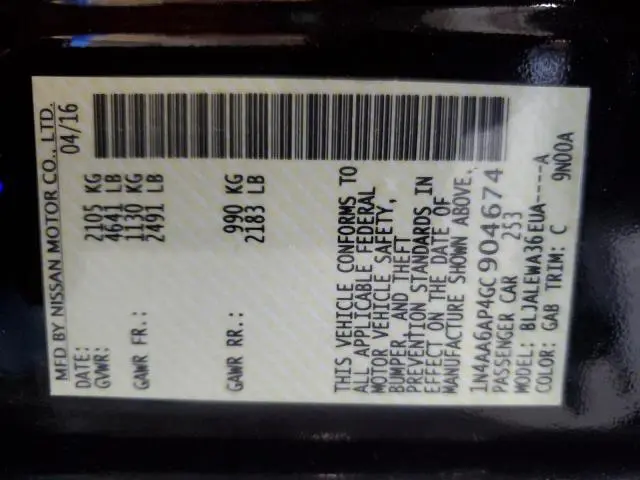 MFD BY NISSAN MOTOR CO., LTD.
DATE: 04/16
GVWR: 2105 KG
4641 LB
GAWR FR.: 1130 KG
2491 LB
GAWR RR.: 990 KG
2183 LB
THIS VEHICLE CONFORMS TO
ALL APPLICABLE FEDERAL
MOTOR VEHICLE SAFETY,
BUMPER, AND THEFT
PREVENTION STANDARDS IN
EFFECT ON THE DATE OF
MANUFACTURE SHOWN ABOVE.
1N4AA6AP4GC904674
PASSENGER CAR 253
MODEL: BLJALEWA36EUA----A
COLOR: GAB TRIM: C 9N00A